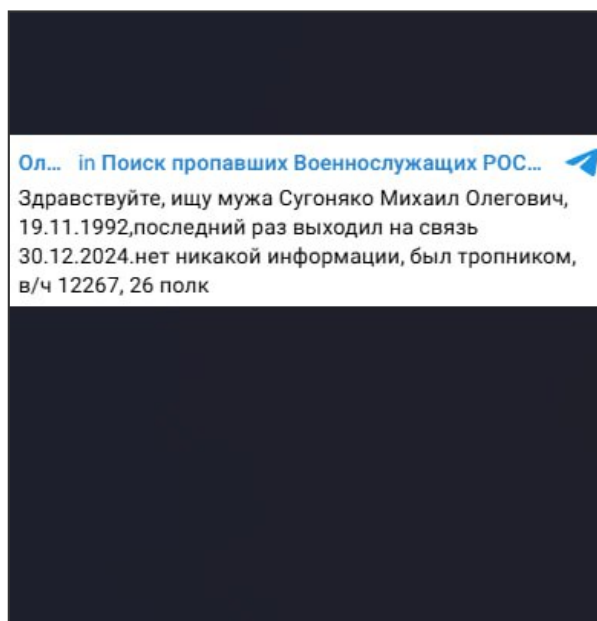 Ол... in Поиск пропавших Военнослужащих РОС...
Здравствуйте, ищу мужа Сугоняко Михаил Олегович,
19.11.1992,последний раз выходил на связь
30.12.2024.нет никакой информации, был тропником,
в/ч 12267, 26 полк